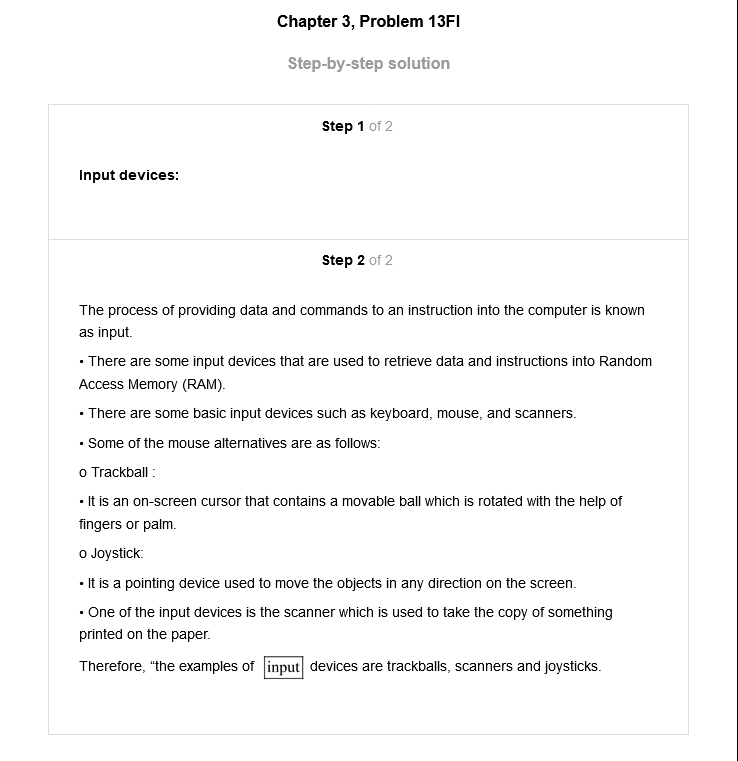 Chapter 3, Problem 13FI
Step-by-step solution
Step 1 of 2
Input devices:
Step 2 of 2
The process of providing data and commands to an instruction into the computer is known
as input.
• There are some input devices that are used to retrieve data and instructions into Random
Access Memory (RAM).
• There are some basic input devices such as keyboard, mouse, and scanners.
• Some of the mouse alternatives are as follows:
o Trackball :
• It is an on-screen cursor that contains a movable ball which is rotated with the help of
fingers or palm.
o Joystick:
• It is a pointing device used to move the objects in any direction on the screen.
• One of the input devices is the scanner which is used to take the copy of something
printed on the paper.
Therefore, “the examples of input devices are trackballs, scanners and joysticks.